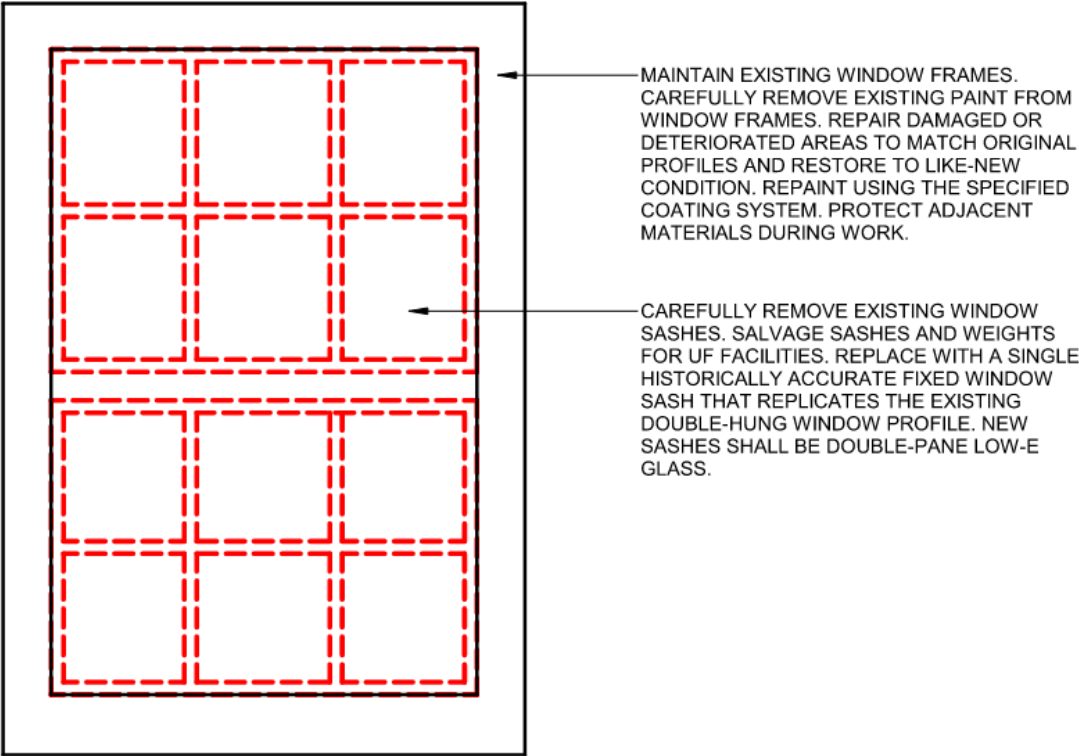 MAINTAIN EXISTING WINDOW FRAMES.
CAREFULLY REMOVE EXISTING PAINT FROM
WINDOW FRAMES. REPAIR DAMAGED OR
DETERIORATED AREAS TO MATCH ORIGINAL
PROFILES AND RESTORE TO LIKE-NEW
CONDITION. REPAINT USING THE SPECIFIED
COATING SYSTEM. PROTECT ADJACENT
MATERIALS DURING WORK.
CAREFULLY REMOVE EXISTING WINDOW
SASHES. SALVAGE SASHES AND WEIGHTS
FOR UF FACILITIES. REPLACE WITH A SINGLE
HISTORICALLY ACCURATE FIXED WINDOW
SASH THAT REPLICATES THE EXISTING
DOUBLE-HUNG WINDOW PROFILE. NEW
SASHES SHALL BE DOUBLE-PANE LOW-E
GLASS.